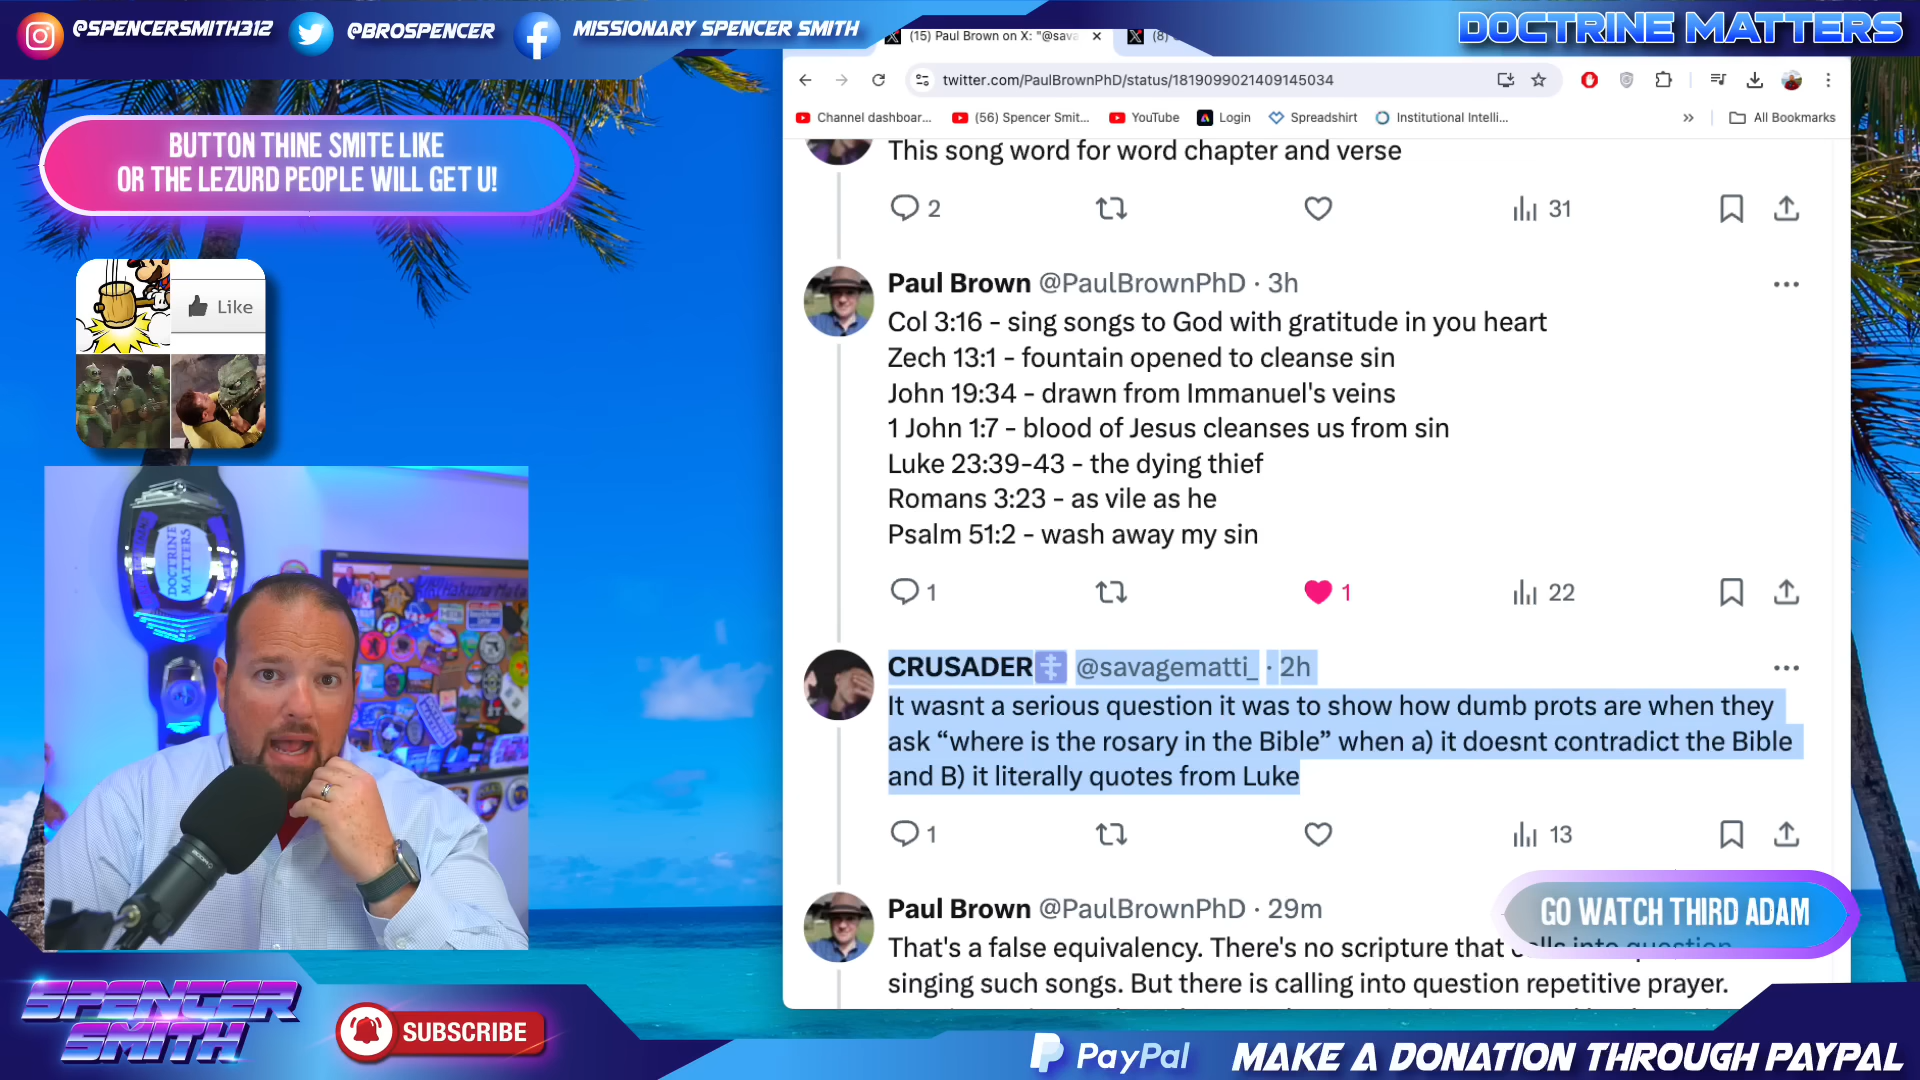 @SPENCERSMITH312
@BROSPENCER
MISSIONARY SPENCER SMITH
DOCTRINE MATTERS
BUTTON THINE SMITE LIKE
OR THE LEZURD PEOPLE WILL GET U!
Like
DOCTRINE
MATTERS
SPENCER
SMITH
SUBSCRIBE
(15) Paul Brown on X: "@sava
(8)
twitter.com/PaulBrownPhD/status/1819099021409145034
Channel dashboar...
(56) Spencer Smit...
YouTube
Login
Spreadshirt
Institutional Intelli...
All Bookmarks
This song word for word chapter and verse
2
31
Paul Brown @PaulBrownPhD · 3h
Col 3:16 - sing songs to God with gratitude in you heart
Zech 13:1 - fountain opened to cleanse sin
John 19:34 - drawn from Immanuel's veins
1 John 1:7 - blood of Jesus cleanses us from sin
Luke 23:39-43 - the dying thief
Romans 3:23 - as vile as he
Psalm 51:2 - wash away my sin
1
1
22
CRUSADER @savagematti_ · 2h
It wasnt a serious question it was to show how dumb prots are when they
ask “where is the rosary in the Bible” when a) it doesnt contradict the Bible
and B) it literally quotes from Luke
1
13
Paul Brown @PaulBrownPhD · 29m
That's a false equivalency. There's no scripture that calls into question
singing such songs. But there is calling into question repetitive prayer.
GO WATCH THIRD ADAM
PayPal
MAKE A DONATION THROUGH PAYPAL